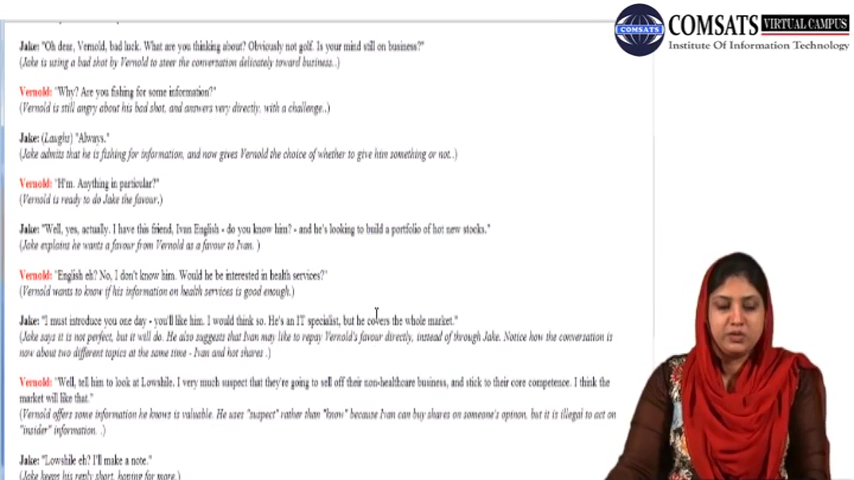 COMSATS VIRTUAL CAMPUS
Institute Of Information Technology
COMSATS
Jake: "Oh dear, Vernold, bad luck. What are you thinking about? Obviously not golf. Is your mind still on business?"
(Jake is using a bad shot by Vernold to steer the conversation delicately toward business..)
Vernold: "Why? Are you fishing for some information?"
(Vernold is still angry about his bad shot, and answers very directly, with a challenge..)
Jake: (Laughs) "Always."
(Jake admits that he is fishing for information, and now gives Vernold the choice of whether to give him something or not..)
Vernold: "H'm. Anything in particular?"
(Vernold is ready to do Jake the favour.)
Jake: "Well, yes, actually. I have this friend, Ivan English - do you know him? - and he's looking to build a portfolio of hot new stocks."
(Jake explains he wants a favour from Vernold as a favour to Ivan. )
Vernold: "English eh? No, I don't know him. Would he be interested in health services?"
(Vernold wants to know if his information on health services is good enough.)
Jake: "I must introduce you one day - you'll like him. I would think so. He's an IT specialist, but he covers the whole market."
(Jake says it is not perfect, but it will do. He also suggests that Ivan may like to repay Vernold's favour directly, instead of through Jake. Notice how the conversation is
now about two different topics at the same time - Ivan and hot shares .)
Vernold: "Well, tell him to look at Lowshile. I very much suspect that they're going to sell off their non-healthcare business, and stick to their core competence. I think the
market will like that."
(Vernold offers some information he knows is valuable. He uses "suspect" rather than "know" because Ivan can buy shares on someone's opinon, but it is illegal to act on
"insider" information. .)
Jake: "Lowshile eh? I'll make a note."
(Jake keeps his reply short, hoping for more.)